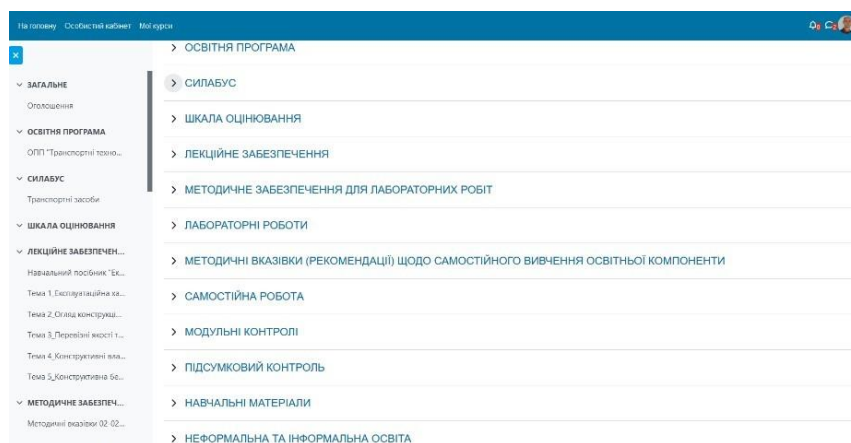 На головну Особистий кабінет Мої курси
ЗАГАЛЬНЕ
Оголошення
ОСВІТНЯ ПРОГРАМА
ОПП "Транспортні техно...
СИЛАБУС
Транспортні засоби
ШКАЛА ОЦІНЮВАННЯ
ЛЕКЦІЙНЕ ЗАБЕЗПЕЧЕН...
Навчальний посібник "Ек...
Тема 1_Експлуатаційна ха...
Тема 2_Огляд конструкці...
Тема 3_Перевізні якості т...
Тема 4_Конструктивні вла...
Тема 5_Конструктивна бе...
МЕТОДИЧНЕ ЗАБЕЗПЕЧ...
Методичні вказівки 02-02...
ОСВІТНЯ ПРОГРАМА
СИЛАБУС
ШКАЛА ОЦІНЮВАННЯ
ЛЕКЦІЙНЕ ЗАБЕЗПЕЧЕННЯ
МЕТОДИЧНЕ ЗАБЕЗПЕЧЕННЯ ДЛЯ ЛАБОРАТОРНИХ РОБІТ
ЛАБОРАТОРНІ РОБОТИ
МЕТОДИЧНІ ВКАЗІВКИ (РЕКОМЕНДАЦІЇ) ЩОДО САМОСТІЙНОГО ВИВЧЕННЯ ОСВІТНЬОЇ КОМПОНЕНТИ
САМОСТІЙНА РОБОТА
МОДУЛЬНІ КОНТРОЛІ
ПІДСУМКОВИЙ КОНТРОЛЬ
НАВЧАЛЬНІ МАТЕРІАЛИ
НЕФОРМАЛЬНА ТА ІНФОРМАЛЬНА ОСВІТА